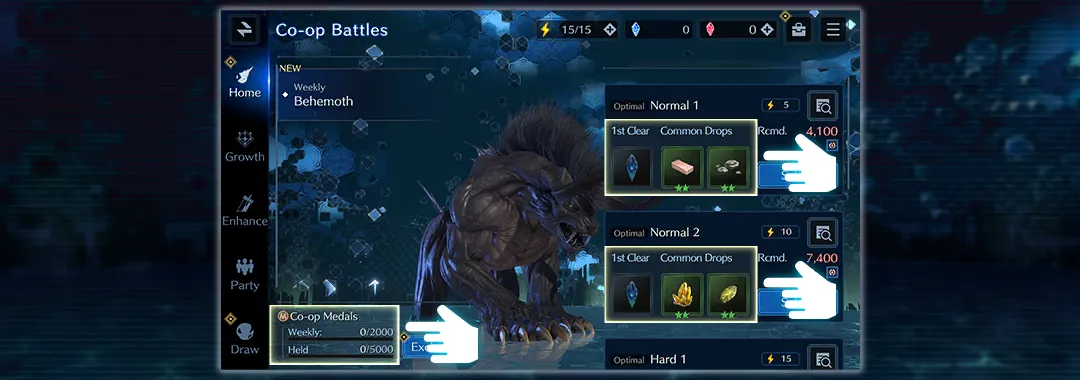 Co-op Battles
15/15
0
0
NEW
Weekly
Behemoth
Home
Growth
Enhance
Party
Draw
Optimal Normal 1
5
1st Clear Common Drops Rcmd. 4,100
Optimal Normal 2
10
1st Clear Common Drops Rcmd. 7,400
Optimal Hard 1
15
M Co-op Medals
Weekly: 0/2000
Held 0/5000